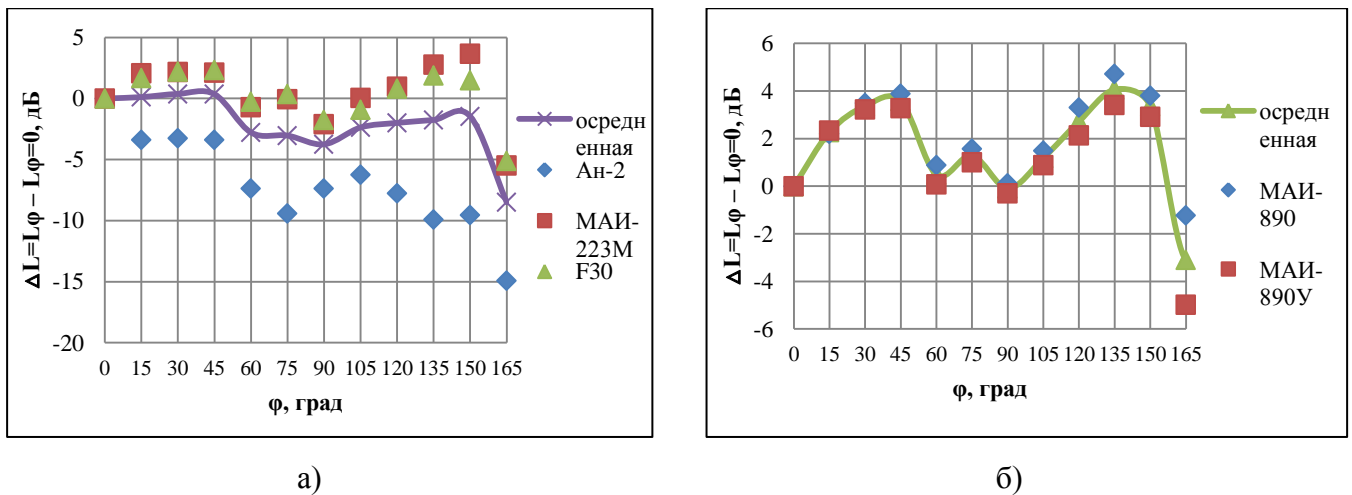 5
0
-5
-10
-15
-20
ΔL=Lφ – Lφ=0, дБ
0 15 30 45 60 75 90 105 120 135 150 165
φ, град
осредн
енная
Ан-2
МАИ-
223М
F30
а)
6
4
2
0
-2
-4
-6
ΔL=Lφ – Lφ=0, дБ
0 15 30 45 60 75 90 105 120 135 150 165
φ, град
осредн
енная
МАИ-
890
МАИ-
890У
б)